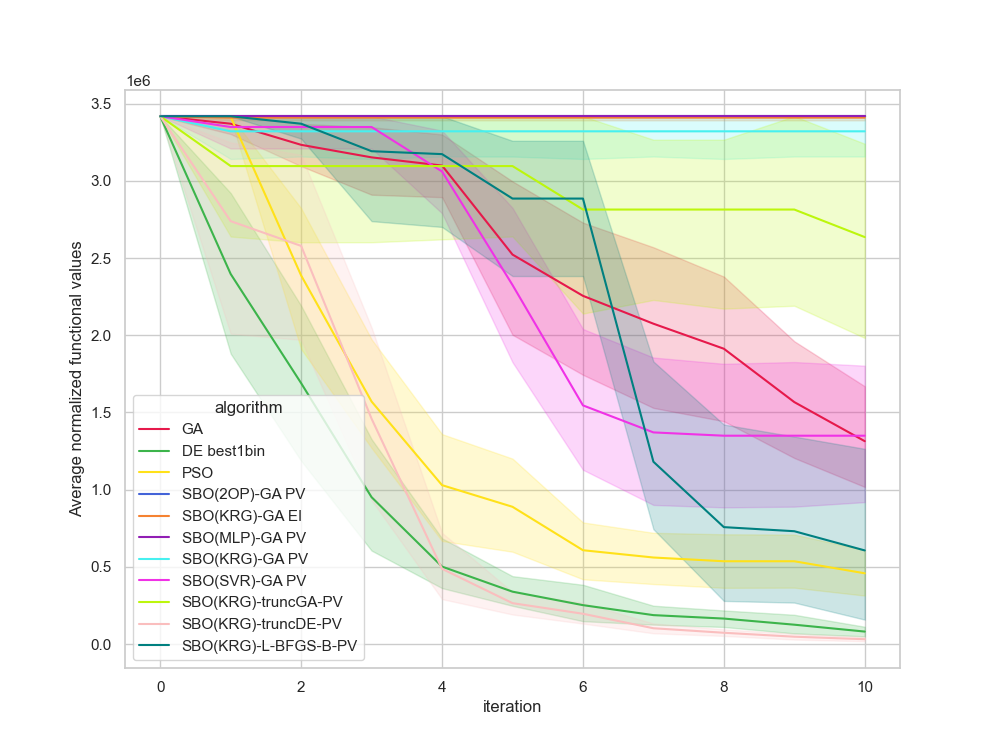 1e6
3.5
3.0
2.5
2.0
1.5
1.0
0.5
0.0
Average normalized functional values
algorithm
GA
DE best1bin
PSO
SBO(2OP)-GA PV
SBO(KRG)-GA EI
SBO(MLP)-GA PV
SBO(KRG)-GA PV
SBO(SVR)-GA PV
SBO(KRG)-truncGA-PV
SBO(KRG)-truncDE-PV
SBO(KRG)-L-BFGS-B-PV
0 2 4 6 8 10
iteration